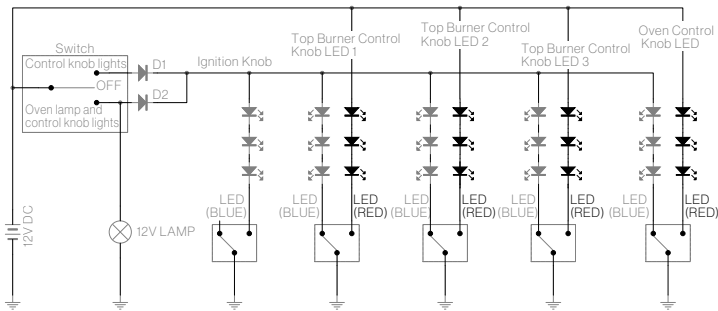 Top Burner Control
Knob LED 1
Top Burner Control
Knob LED 2
Top Burner Control
Knob LED 3
Oven Control
Knob LED
Switch
Control knob lights
OFF
Oven lamp and
control knob lights
D1
D2
Ignition Knob
LED
(BLUE)
LED
(BLUE)
LED
(RED)
LED
(BLUE)
LED
(RED)
LED
(BLUE)
LED
(RED)
LED
(BLUE)
LED
(RED)
12V DC
12V LAMP